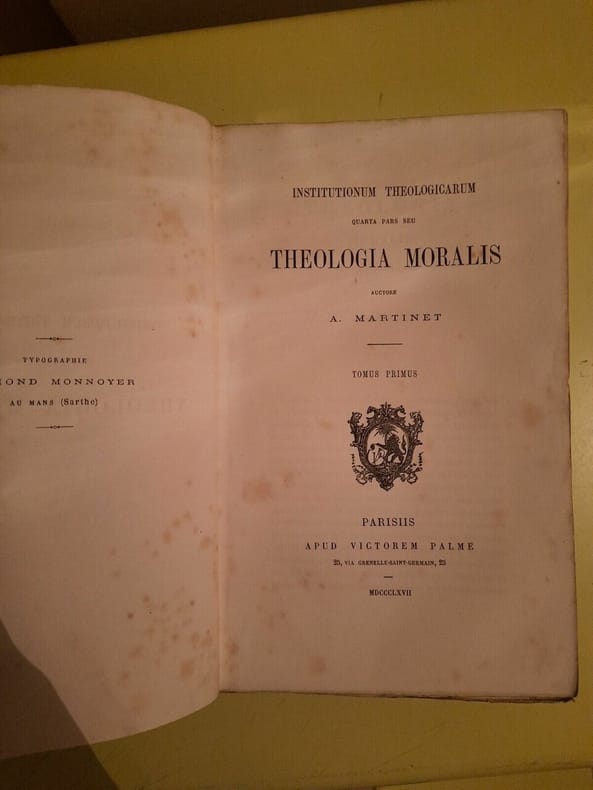 TYPOGRAPHIE
MOND MONNOYER
AU MANS (Sarthe)
INSTITUTIONUM THEOLOGICARUM
QUARTA PARS SEU
THEOLOGIA MORALIS
AUCTORE
A. MARTINET
TOMUS PRIMUS
PARISIIS
APUD VICTOREM PALME
25, VIA GRENELLE-SAINT-GERMAIN, 25
MDCCCLXVII